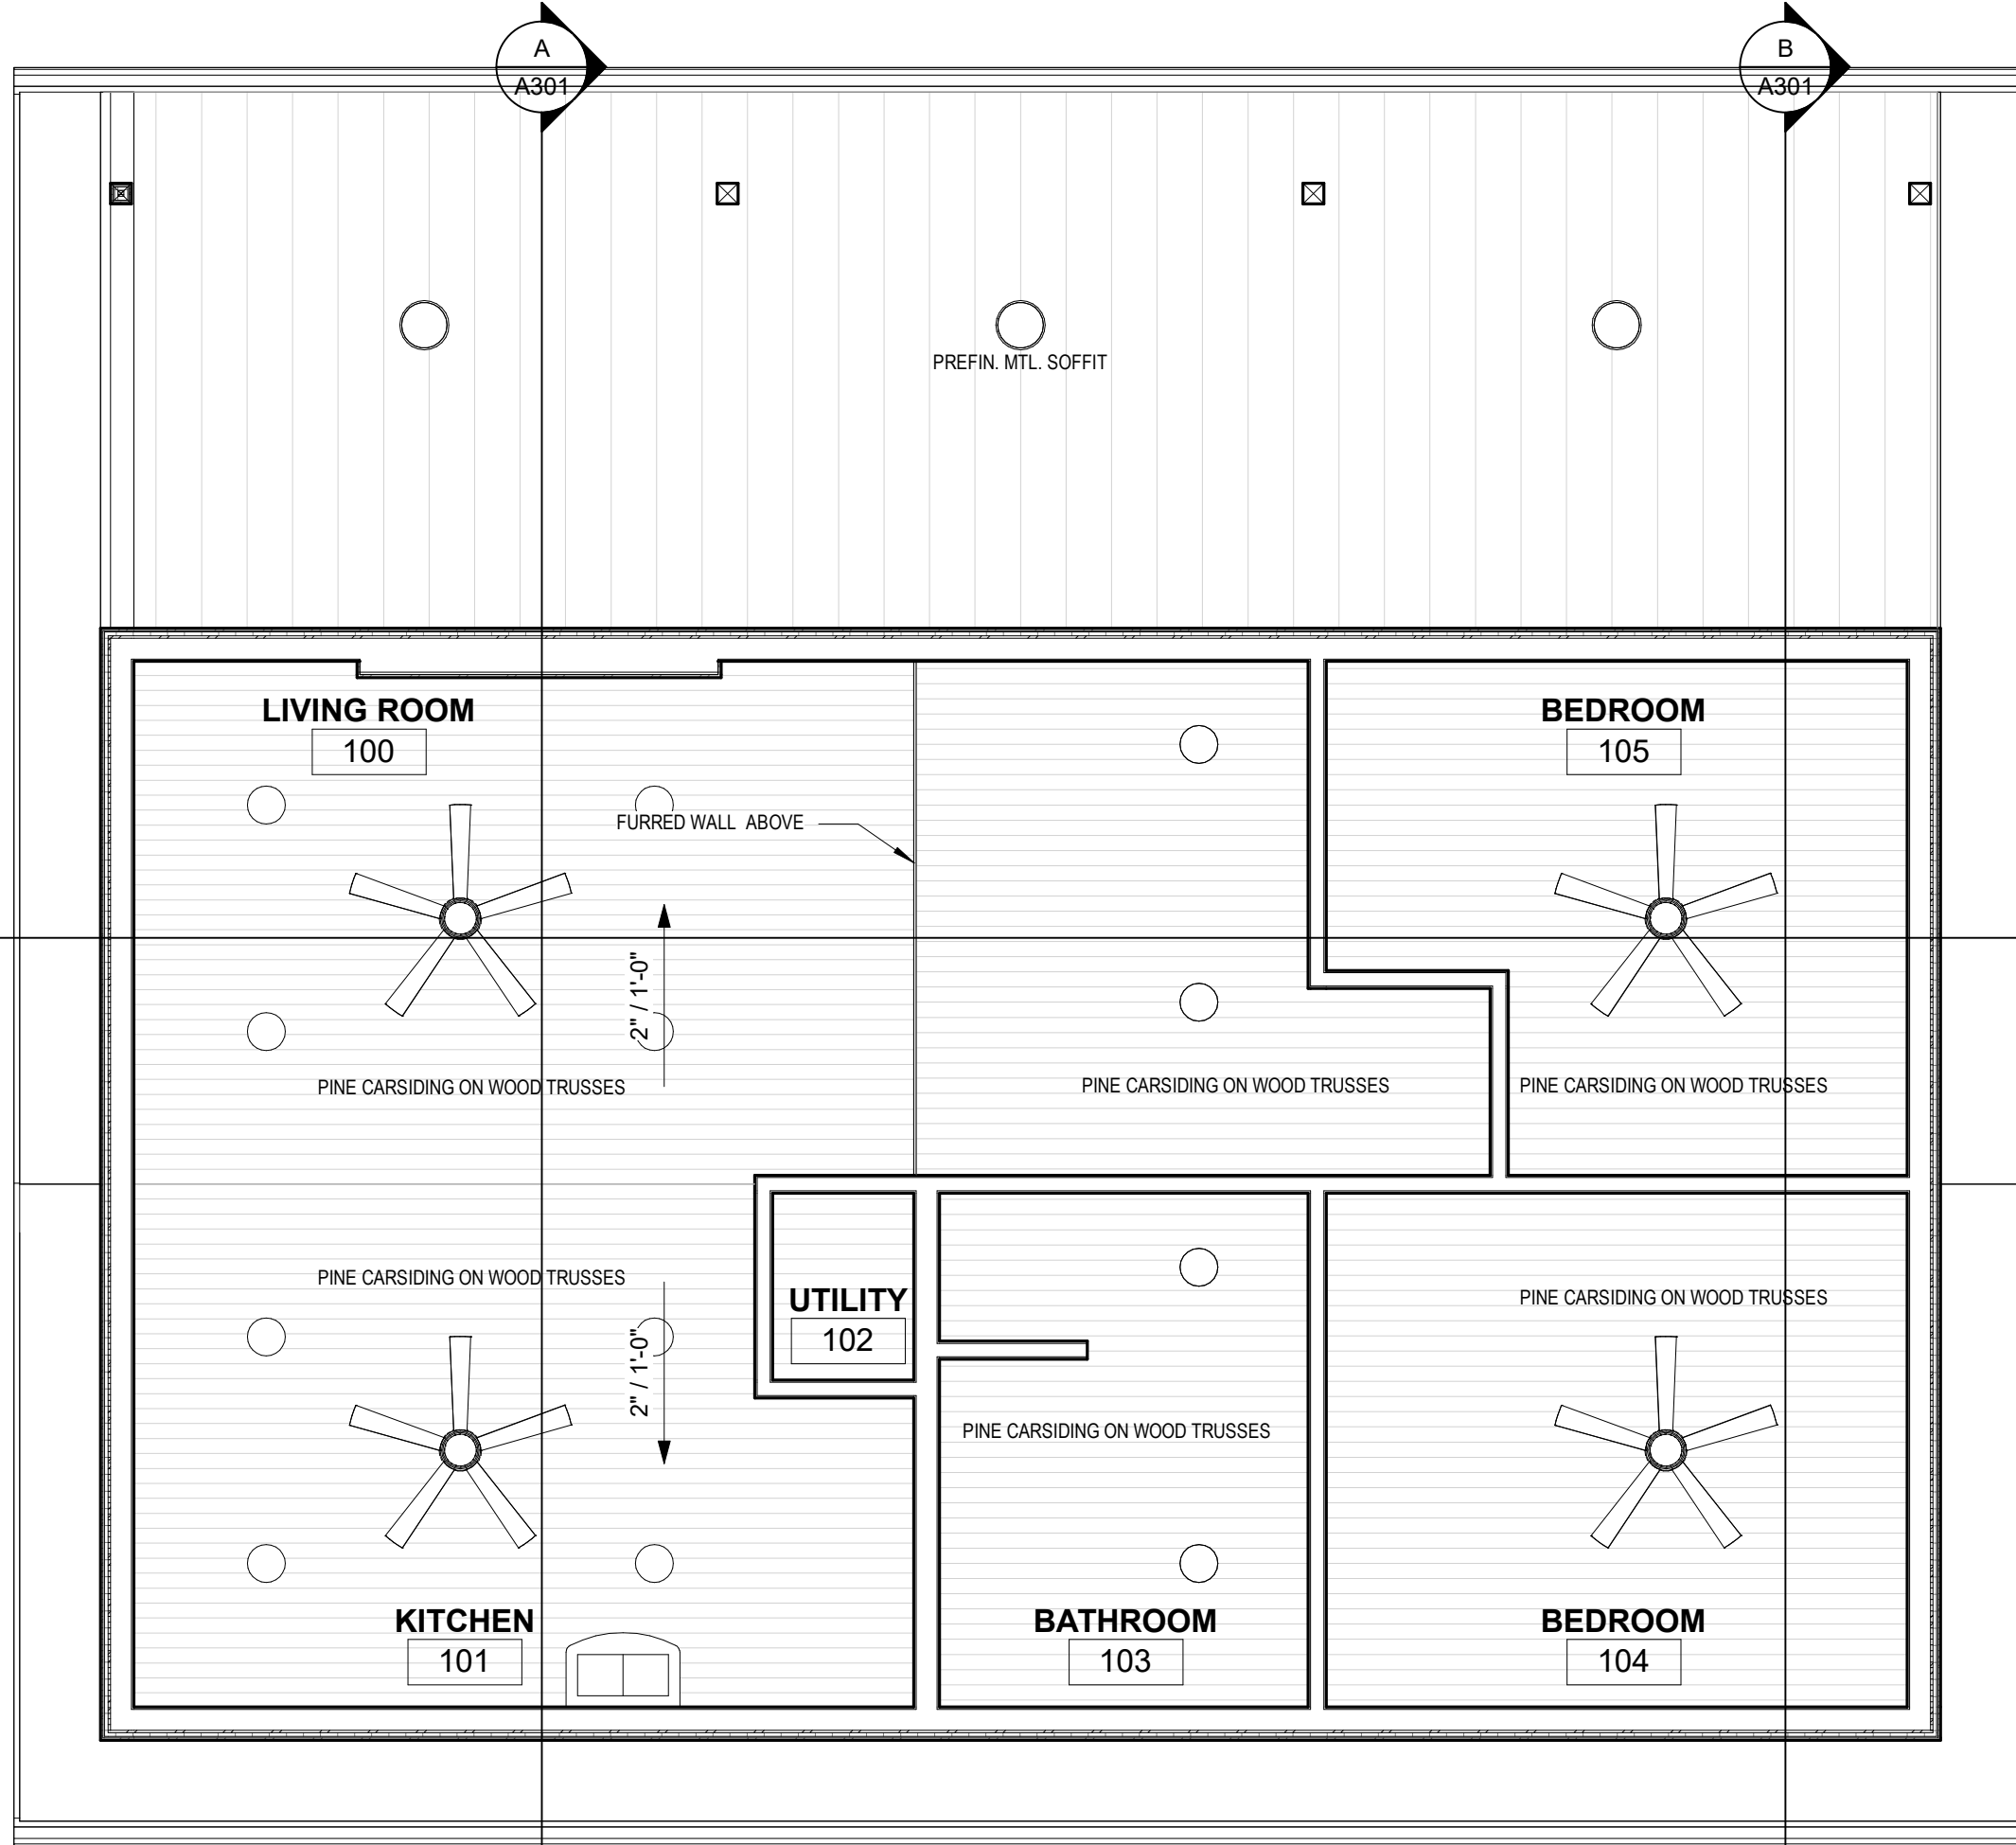 A
A301
B
A301
PREFIN. MTL. SOFFIT
LIVING ROOM
100
BEDROOM
105
FURRED WALL ABOVE
2" / 1'-0"
PINE CARSIDING ON WOOD TRUSSES
PINE CARSIDING ON WOOD TRUSSES
PINE CARSIDING ON WOOD TRUSSES
PINE CARSIDING ON WOOD TRUSSES
UTILITY
102
PINE CARSIDING ON WOOD TRUSSES
2" / 1'-0"
PINE CARSIDING ON WOOD TRUSSES
KITCHEN
101
BATHROOM
103
BEDROOM
104